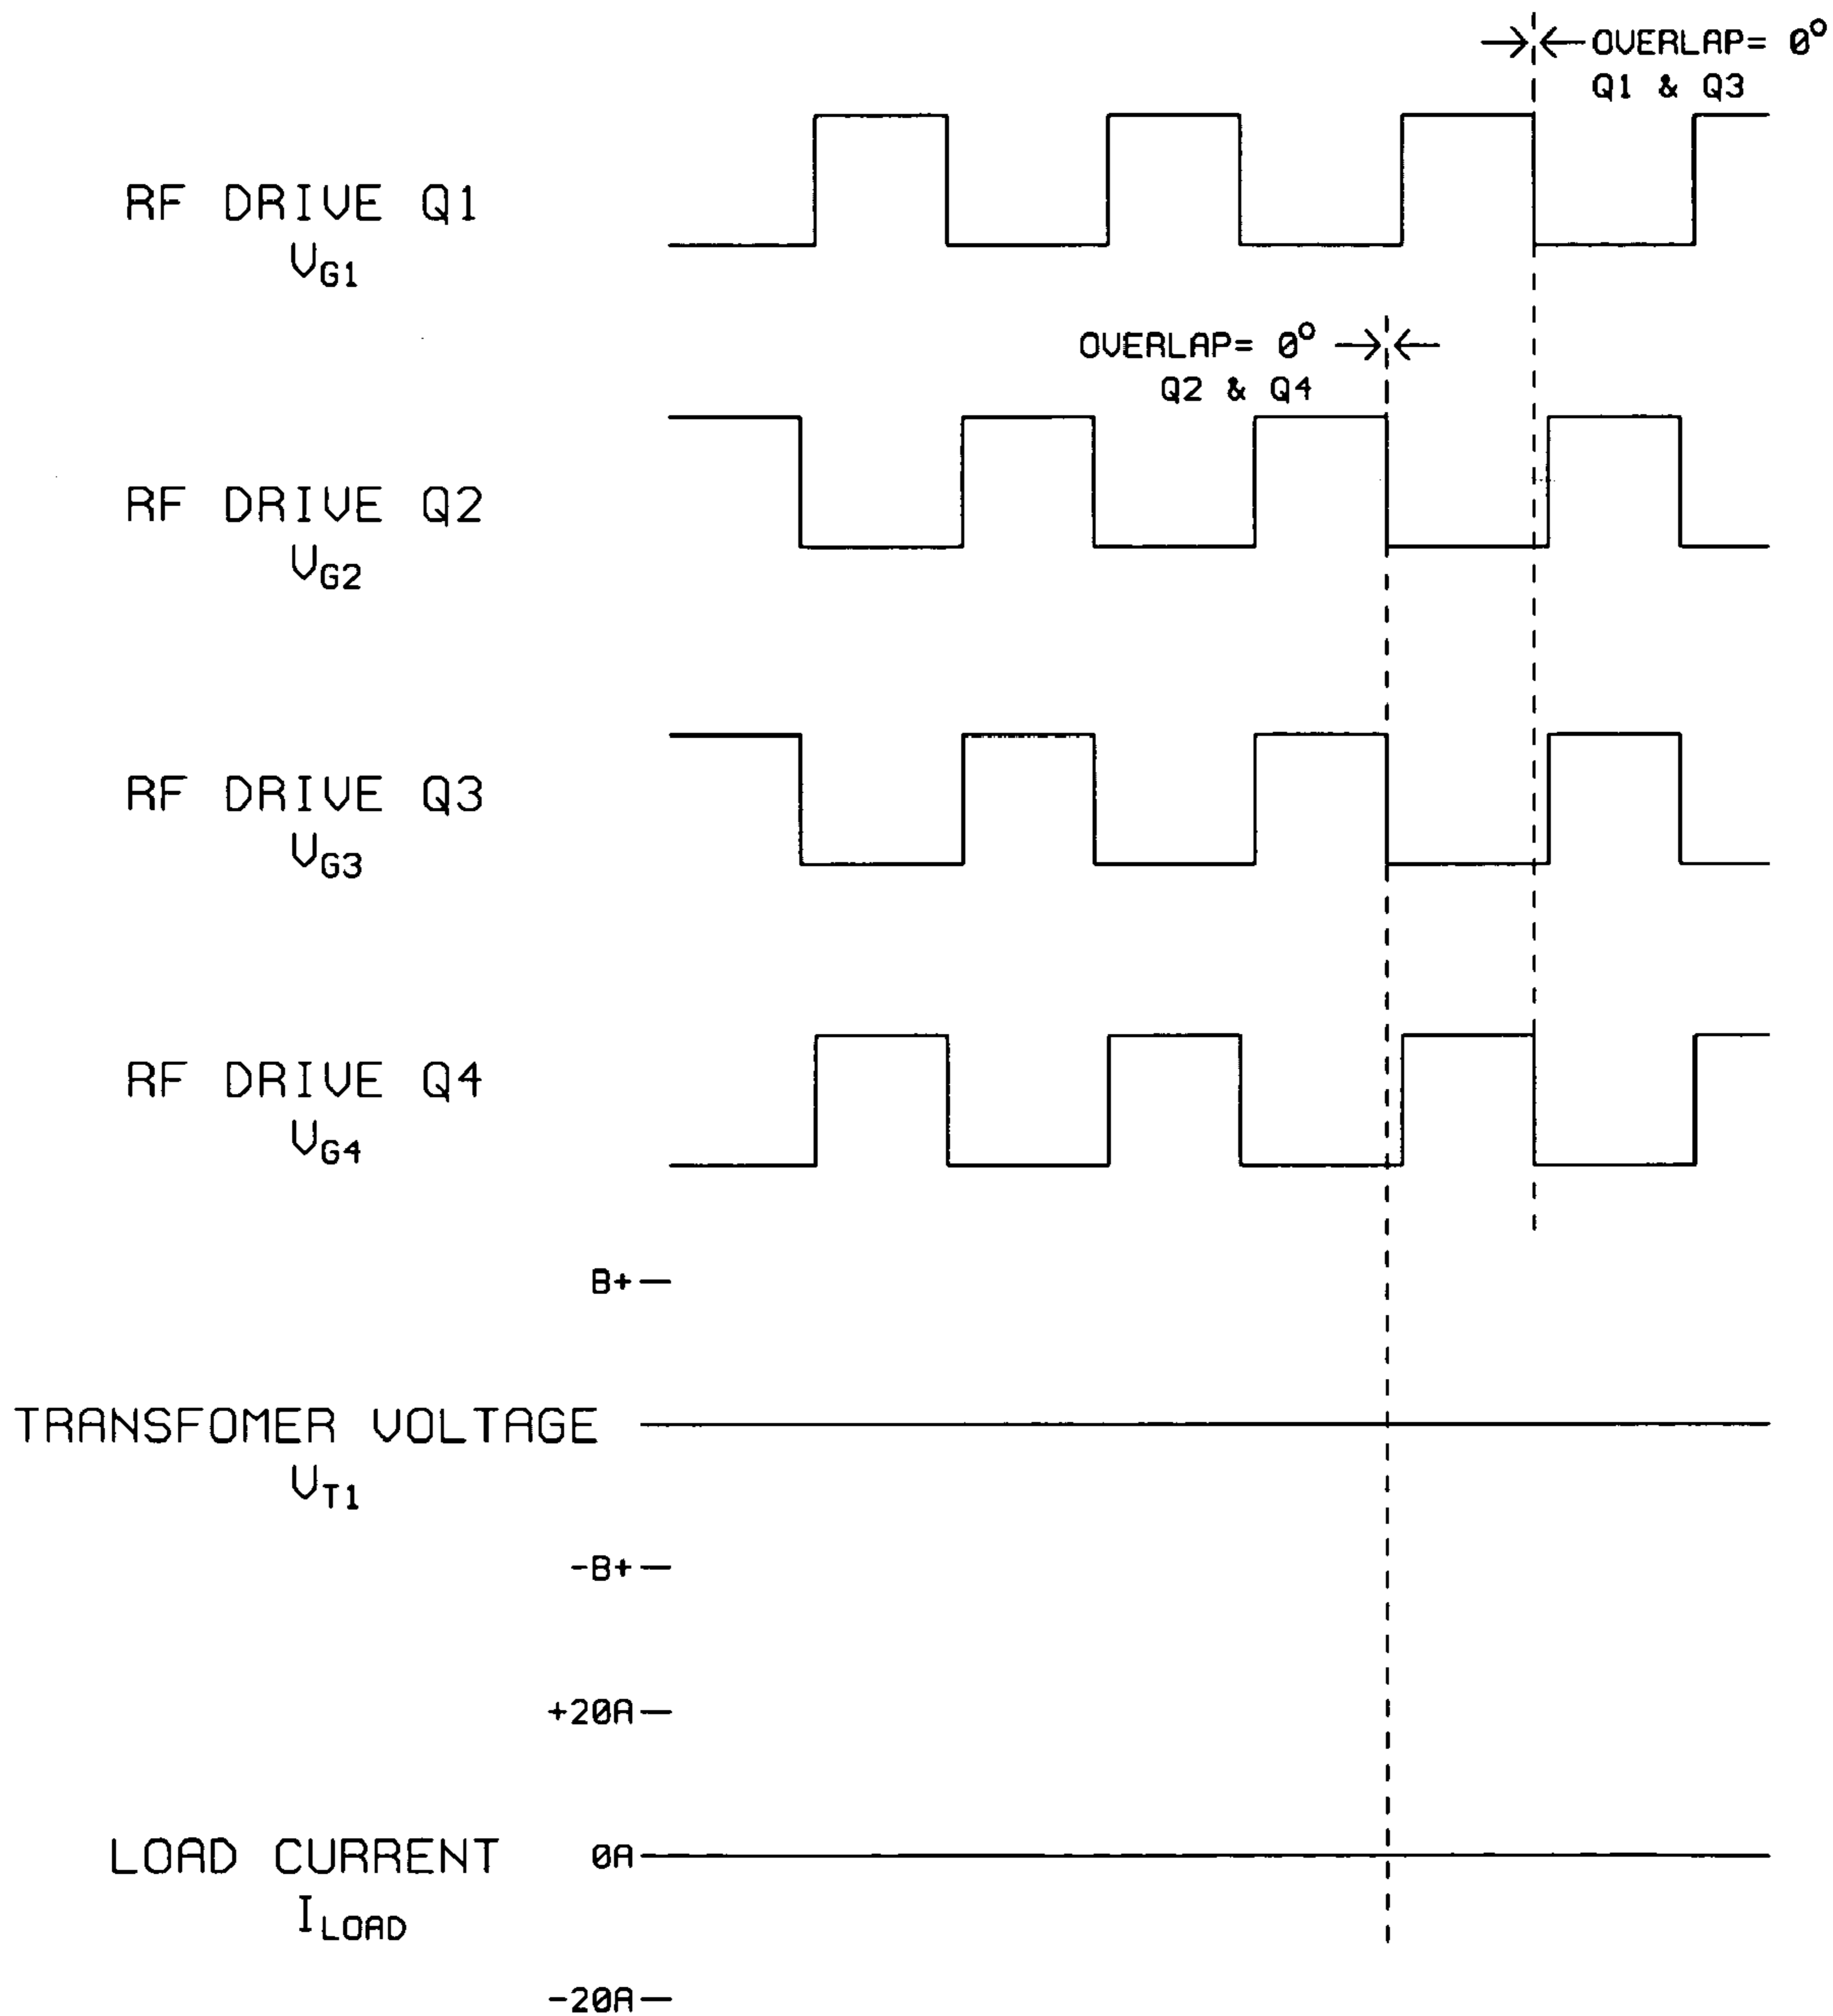 OVERLAP= 0°
Q1 & Q3
RF DRIVE Q1
VG1
OVERLAP= 0°
Q2 & Q4
RF DRIVE Q2
VG2
RF DRIVE Q3
VG3
RF DRIVE Q4
VG4
B+
TRANSFOMER VOLTAGE
VT1
-B+
+20A
LOAD CURRENT
0A
ILOAD
-20A